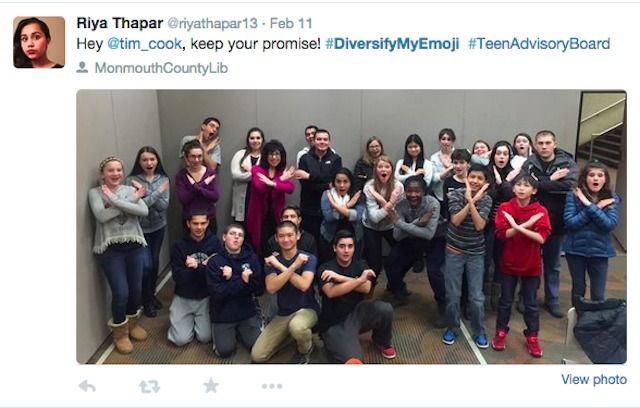 Riya Thapar @riyathapar13 · Feb 11
Hey @tim_cook, keep your promise! #DiversifyMyEmoji #TeenAdvisoryBoard
MonmouthCountyLib
View photo